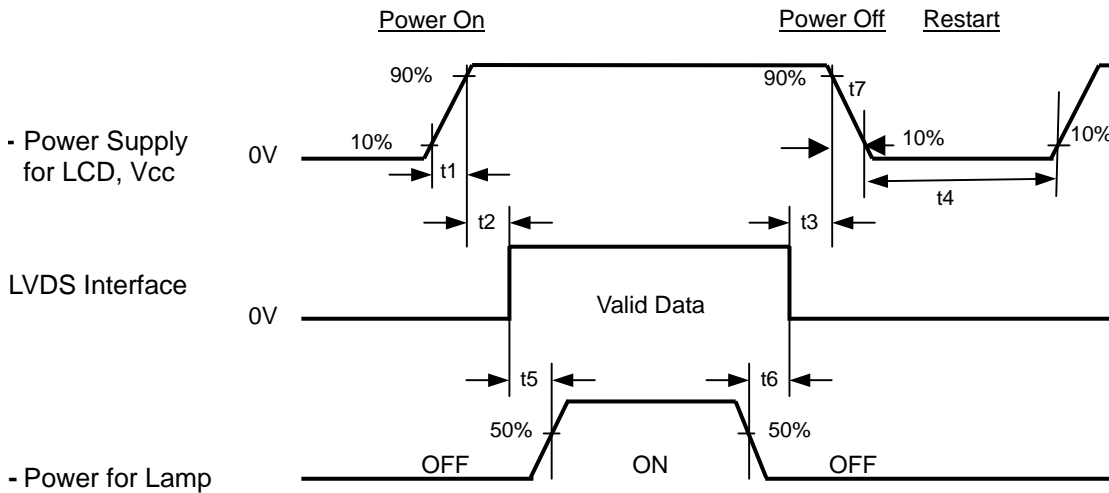 Power On
Power Off
Restart
90%
90%
t7
- Power Supply
for LCD, Vcc
0V
10%
10%
10%
t1
t4
t2
t3
LVDS Interface
0V
Valid Data
t5
t6
50%
50%
- Power for Lamp
OFF
ON
OFF